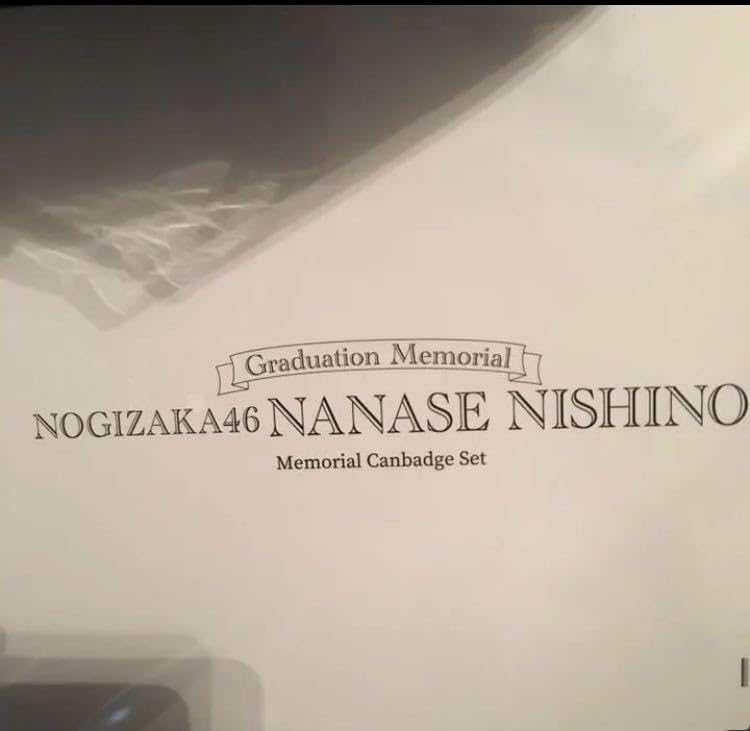 Graduation Memorial
NOGIZAKA46 NANASE NISHINO
Memorial Canbadge Set